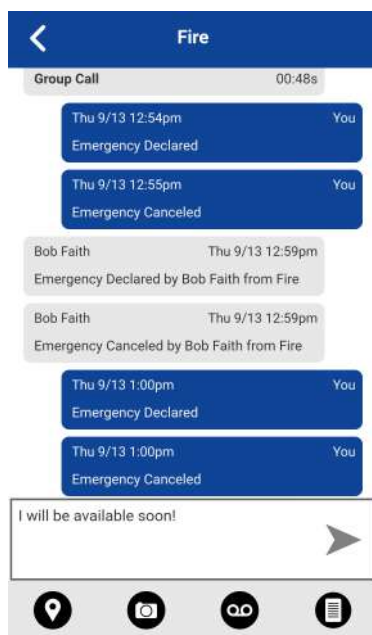 Fire
Group Call 00:48s
Thu 9/13 12:54pm You
Emergency Declared
Thu 9/13 12:55pm You
Emergency Canceled
Bob Faith Thu 9/13 12:59pm
Emergency Declared by Bob Faith from Fire
Bob Faith Thu 9/13 12:59pm
Emergency Canceled by Bob Faith from Fire
Thu 9/13 1:00pm You
Emergency Declared
Thu 9/13 1:00pm You
Emergency Canceled
I will be available soon!